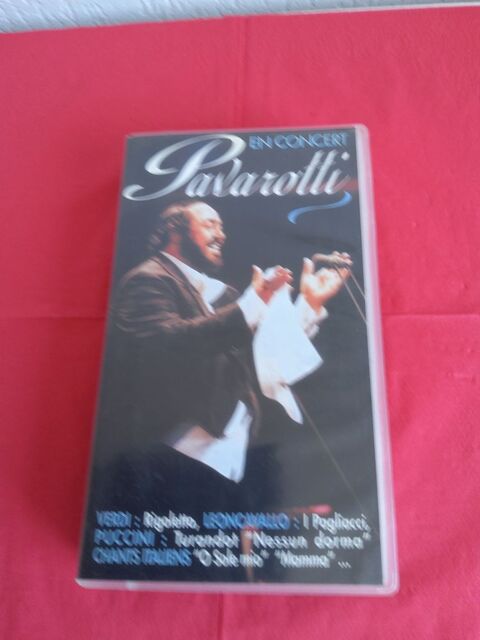 EN CONCERT
Pavarotti
VERDI : Rigoletto, LEONCAVALLO : I Pagliacci,
PUCCINI : Turandot "Nessun dorma"
CHANTS ITALIENS "O Sole mio" "Mamma" ...